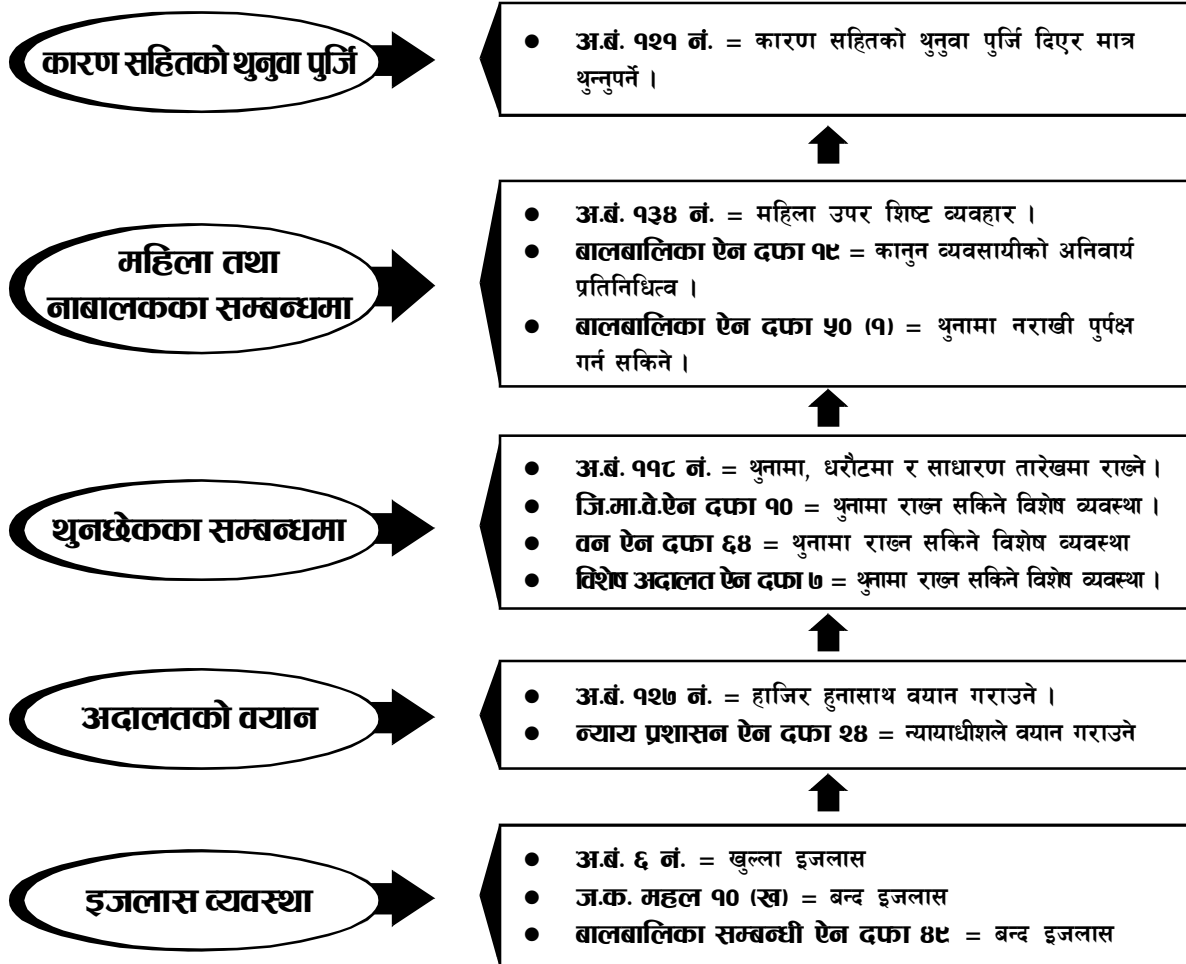 कारण सहितको थुनुवा पुर्जि
● अ.बं. १२१ नं. = कारण सहितको थुनुवा पुर्जि दिएर मात्र
थुन्नुपर्ने ।
महिला तथा
नाबालकका सम्बन्धमा
● अ.बं. १३४ नं. = महिला उपर शिष्ट व्यवहार ।
● बालबालिका ऐन दफा १९ = कानुन व्यवसायीको अनिवार्य
प्रतिनिधित्व ।
● बालबालिका ऐन दफा ५० (१) = थुनामा नराखी पुर्पक्ष
गर्न सकिने ।
थुनछेकका सम्बन्धमा
● अ.बं. ११८ नं. = थुनामा, धरौटमा र साधारण तारेखमा राख्ने ।
● जि.मा.वे.ऐन दफा १० = थुनामा राख्न सकिने विशेष व्यवस्था ।
● वन ऐन दफा ६४ = थुनामा राख्न सकिने विशेष व्यवस्था
● विशेष अदालत ऐन दफा ७ = थुनामा राख्न सकिने विशेष व्यवस्था ।
अदालतको वयान
● अ.बं. १२७ नं. = हाजिर हुनासाथ वयान गराउने ।
● न्याय प्रशासन ऐन दफा २४ = न्यायाधीशले वयान गराउने
इजलास व्यवस्था
● अ.बं. ६ नं. = खुल्ला इजलास
● ज.क. महल १० (ख) = बन्द इजलास
● बालबालिका सम्बन्धी ऐन दफा ४९ = बन्द इजलास